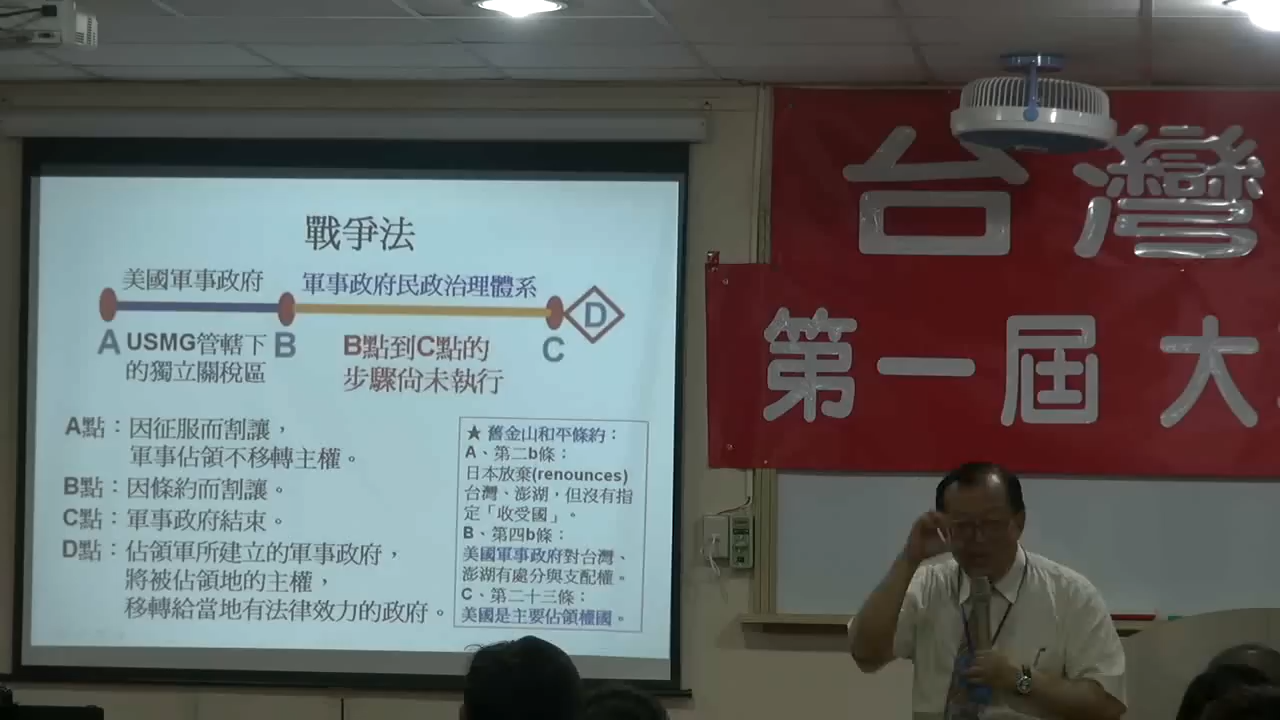 戰爭法
美國軍事政府
軍事政府民政治理體系
A
USMG管轄下
的獨立關稅區
B
B點到C點的
步驟尚未執行
C
D
A點：因征服而割讓，
軍事佔領不移轉主權。
B點：因條約而割讓。
C點：軍事政府結束。
D點：佔領軍所建立的軍事政府，
將被佔領地的主權，
移轉給當地有法律效力的政府。
★ 舊金山和平條約：
A、第二b條：
日本放棄(renounces)
台灣、澎湖，但沒有指
定「收受國」。
B、第四b條：
美國軍事政府對台灣、
澎湖有處分與支配權。
C、第二十三條：
美國是主要佔領權國。
台灣
第一屆 大